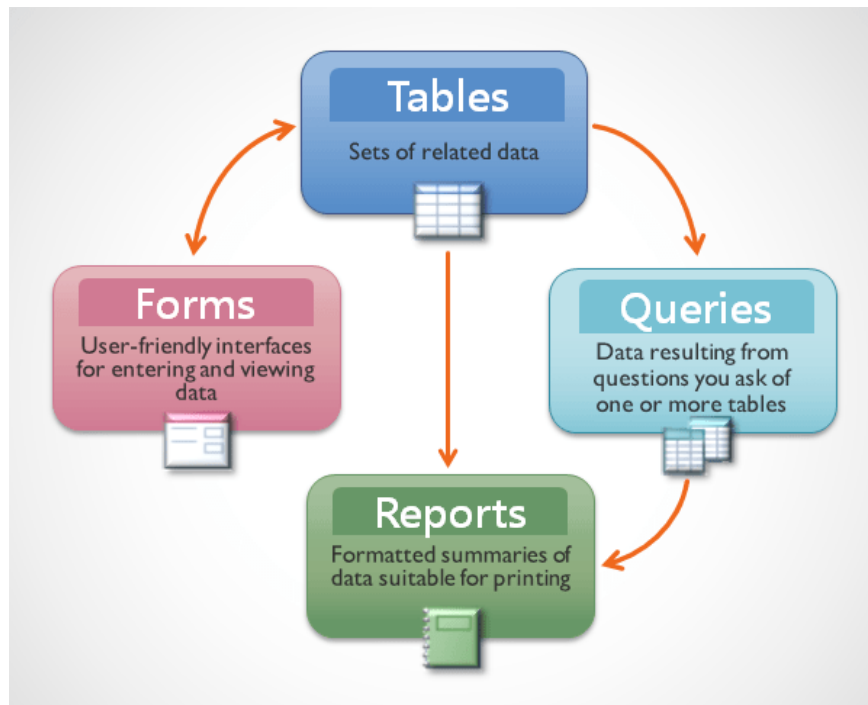 Tables
Sets of related data
Forms
User-friendly interfaces
for entering and viewing
data
Queries
Data resulting from
questions you ask of
one or more tables
Reports
Formatted summaries of
data suitable for printing